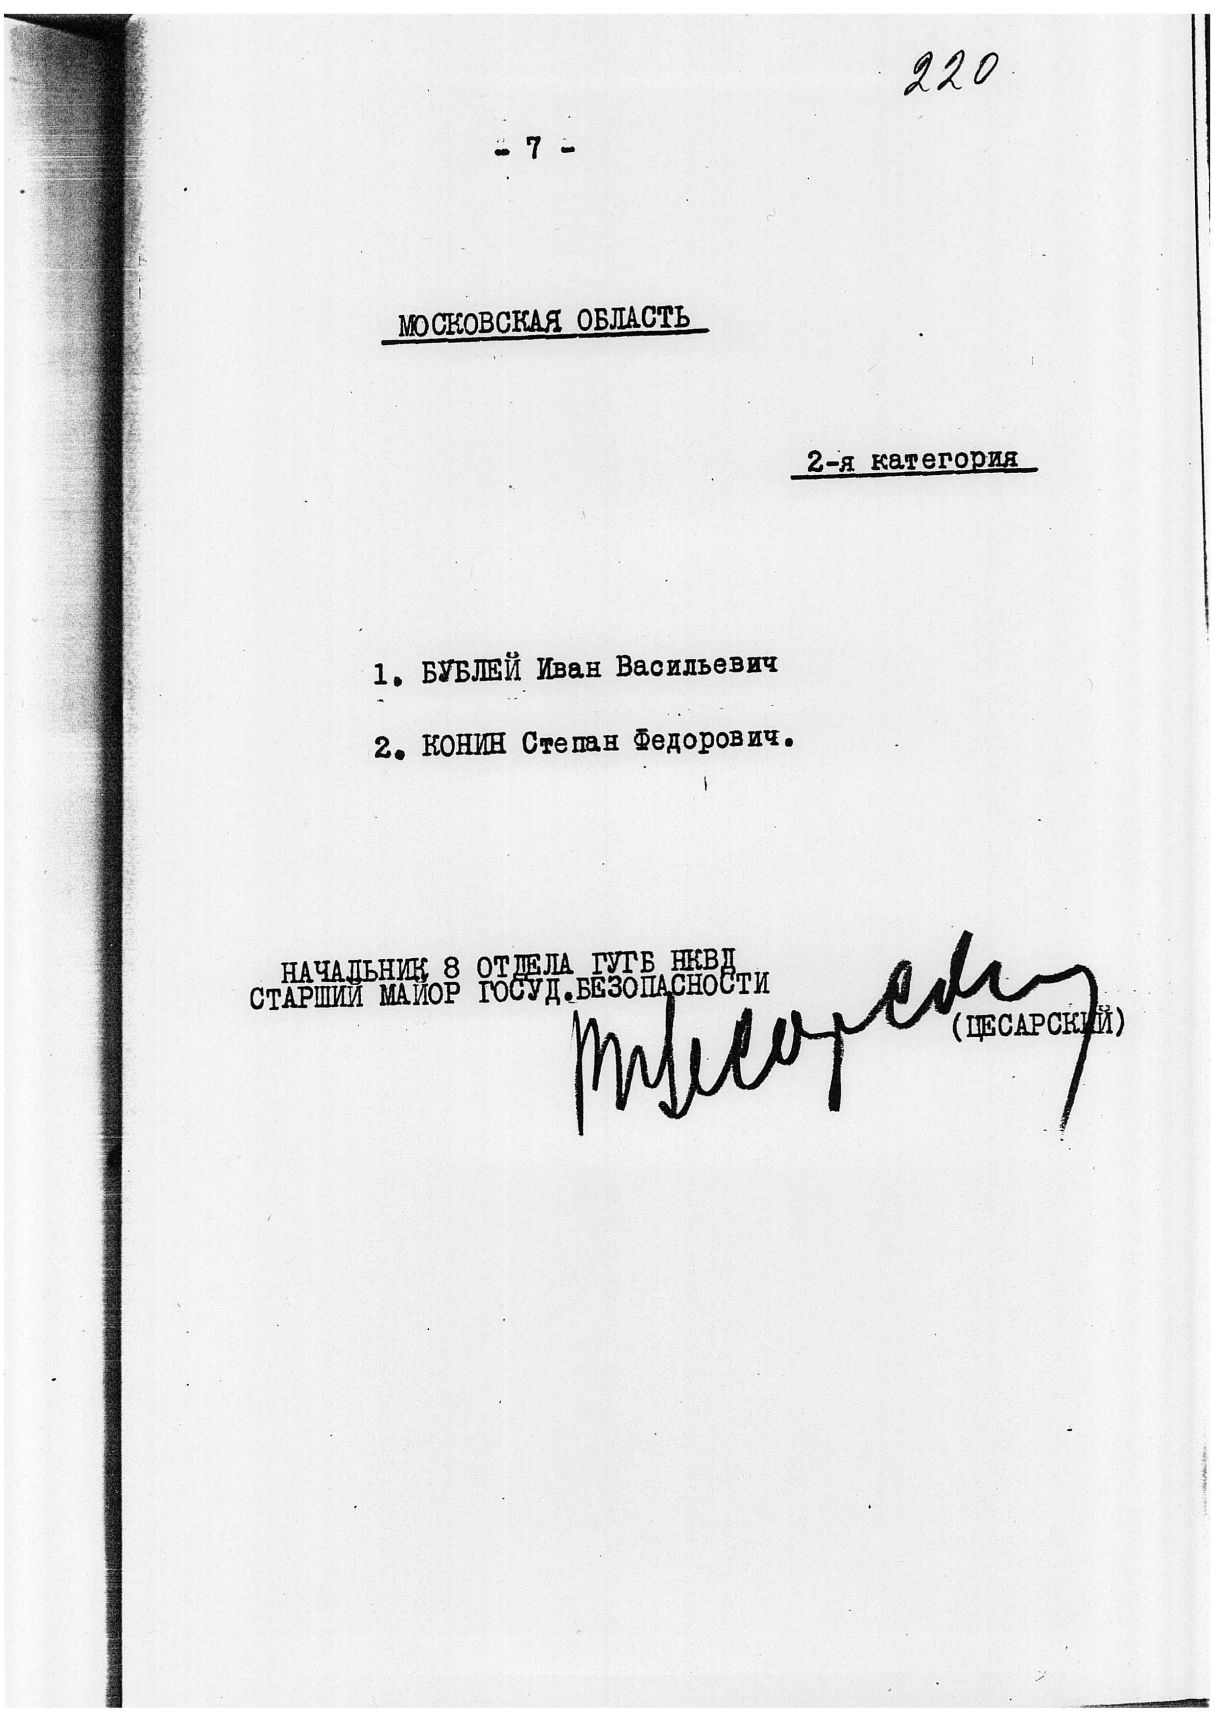 220
- 7 -
МОСКОВСКАЯ ОБЛАСТЬ
2-я категория
1. БУБЛЕЙ Иван Васильевич
2. КОНИН Степан Федорович.
НАЧАЛЬНИК 8 ОТДЕЛА ГУГБ НКВД
СТАРШИЙ МАЙОР ГОСУД.БЕЗОПАСНОСТИ
(ЦЕСАРСКИЙ)